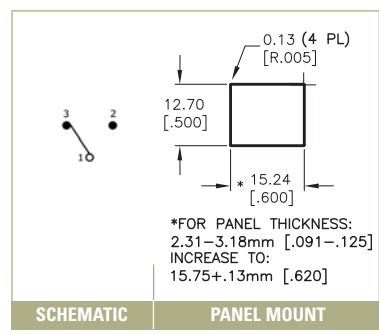 0.13 (4 PL)
[R.005]
12.70
[.500]
3 2
1
* 15.24
[.600]
*FOR PANEL THICKNESS:
2.31–3.18mm [.091–.125]
INCREASE TO:
15.75+.13mm [.620]
SCHEMATIC
PANEL MOUNT